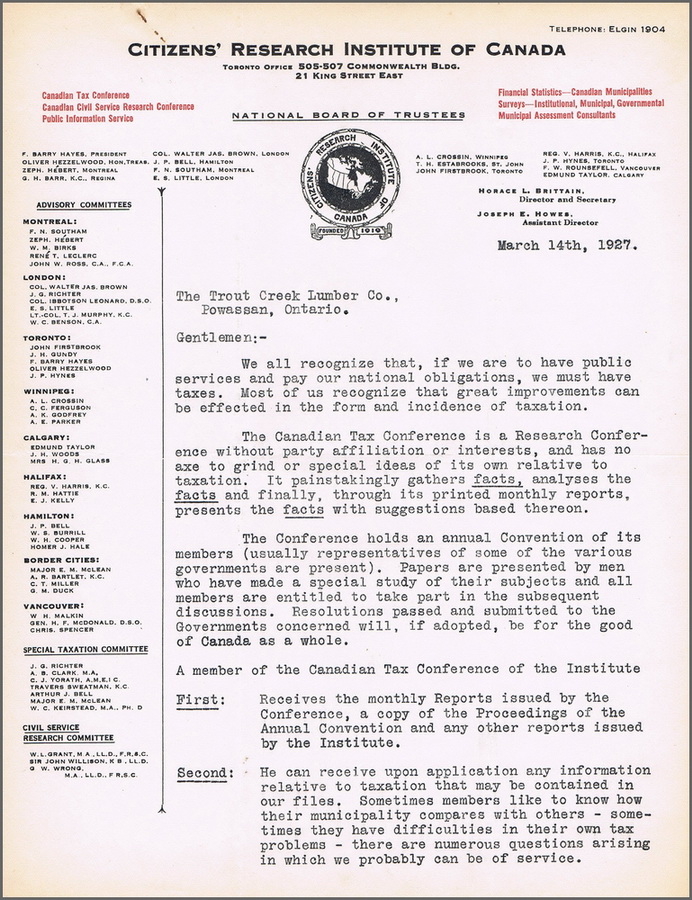 TELEPHONE: ELGIN 1904
CITIZENS' RESEARCH INSTITUTE OF CANADA
TORONTO OFFICE 505-507 COMMONWEALTH BLDG.
21 KING STREET EAST
Canadian Tax Conference
Canadian Civil Service Research Conference
Public Information Service
Financial Statistics—Canadian Municipalities
Surveys—Institutional, Municipal, Governmental
Municipal Assessment Consultants
NATIONAL BOARD OF TRUSTEES
F. BARRY HAYES, PRESIDENT
OLIVER HEZZELWOOD, HON. TREAS.
ZEPH. HÉBERT, MONTREAL
G. H. BARR, K.C., REGINA
COL. WALTER JAS. BROWN, LONDON
J. P. BELL, HAMILTON
F. N. SOUTHAM, MONTREAL
E. S. LITTLE, LONDON
CITIZENS' RESEARCH INSTITUTE OF CANADA
FOUNDED 1919
A. L. CROSSIN, WINNIPEG
T. H. ESTABROOKS, ST. JOHN
JOHN FIRSTBROOK, TORONTO
REG. V. HARRIS, K.C., HALIFAX
J. P. HYNES, TORONTO
F. W. ROUNSEFELL, VANCOUVER
EDMUND TAYLOR, CALGARY
HORACE L. BRITTAIN,
Director and Secretary
JOSEPH E. HOWES,
Assistant Director
ADVISORY COMMITTEES
MONTREAL:
F. N. SOUTHAM
ZEPH. HÉBERT
W. M. BIRKS
RENÉ T. LECLERC
JOHN W. ROSS, C.A., F.C.A.
LONDON:
COL. WALTER JAS. BROWN
J. G. RICHTER
COL. IBBOTSON LEONARD, D.S.O.
E. S. LITTLE
LT.-COL. T. J. MURPHY, K.C.
W. C. BENSON, C.A.
TORONTO:
JOHN FIRSTBROOK
J. H. GUNDY
F. BARRY HAYES
OLIVER HEZZELWOOD
J. P. HYNES
WINNIPEG:
A. L. CROSSIN
C. C. FERGUSON
A. K. GODFREY
A. E. PARKER
CALGARY:
EDMUND TAYLOR
J. H. WOODS
MRS H. G. H. GLASS
HALIFAX:
REG. V. HARRIS, K.C.
R. M. HATTIE
E. J. KELLY
HAMILTON:
J. P. BELL
W. S. BURRILL
W. H. COOPER
HOMER J. HALE
BORDER CITIES:
MAJOR E. M. McLEAN
A. R. BARTLET, K.C.
C. T. MILLER
G. M. DUCK
VANCOUVER:
W H. MALKIN
GEN. H. F. McDONALD, D.S.O.
CHRIS. SPENCER
SPECIAL TAXATION COMMITTEE
J. G. RICHTER
A. B. CLARK, M.A,
C. J. YORATH, A,M,E,I C.
TRAVERS SWEATMAN, K.C.
ARTHUR J. BELL
MAJOR E. M. McLEAN
W. C. KEIRSTEAD, M.A., PH. D
CIVIL SERVICE
RESEARCH COMMITTEE
W. L. GRANT, M A , LL.D., F,R,S.C.
SIR JOHN WILLISON, K B , LL.D.
G W. WRONG,
M.A., LL.D., F R,S.C.
March 14th, 1927.
The Trout Creek Lumber Co.,
Powassan, Ontario.
Gentlemen:-
We all recognize that, if we are to have public
services and pay our national obligations, we must have
taxes. Most of us recognize that great improvements can
be effected in the form and incidence of taxation.
The Canadian Tax Conference is a Research Confer-
ence without party affiliation or interests, and has no
axe to grind or special ideas of its own relative to
taxation. It painstakingly gathers facts, analyses the
facts and finally, through its printed monthly reports,
presents the facts with suggestions based thereon.
The Conference holds an annual Convention of its
members (usually representatives of some of the various
governments are present). Papers are presented by men
who have made a special study of their subjects and all
members are entitled to take part in the subsequent
discussions. Resolutions passed and submitted to the
Governments concerned will, if adopted, be for the good
of Canada as a whole.
A member of the Canadian Tax Conference of the Institute
First: Receives the monthly Reports issued by the
Conference, a copy of the Proceedings of the
Annual Convention and any other reports issued
by the Institute.
Second: He can receive upon application any information
relative to taxation that may be contained in
our files. Sometimes members like to know how
their municipality compares with others - some-
times they have difficulties in their own tax
problems - there are numerous questions arising
in which we probably can be of service.